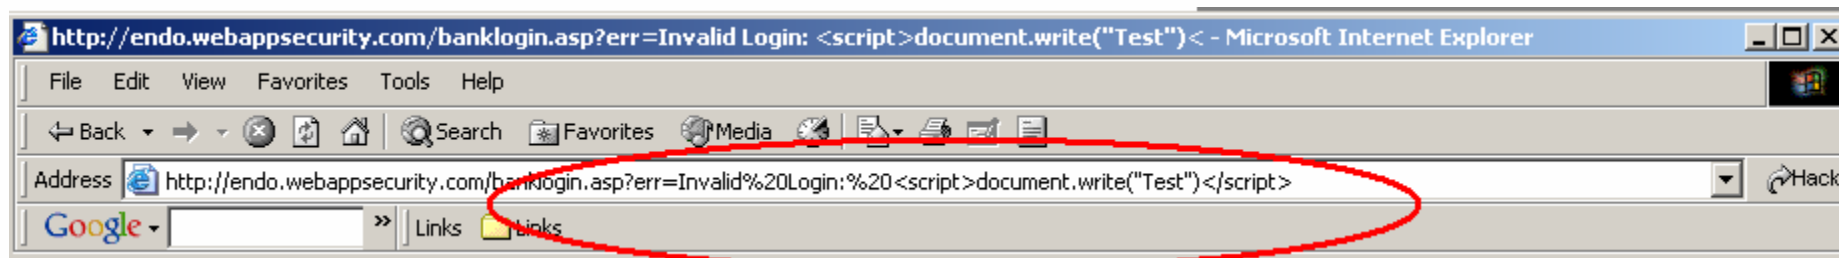 http://endo.webappsecurity.com/banklogin.asp?err=Invalid Login: <script>document.write("Test")< - Microsoft Internet Explorer
File Edit View Favorites Tools Help
Back Search Favorites Media
Address http://endo.webappsecurity.com/banklogin.asp?err=Invalid%20Login:%20<script>document.write("Test")</script> Hack
Google » Links Links